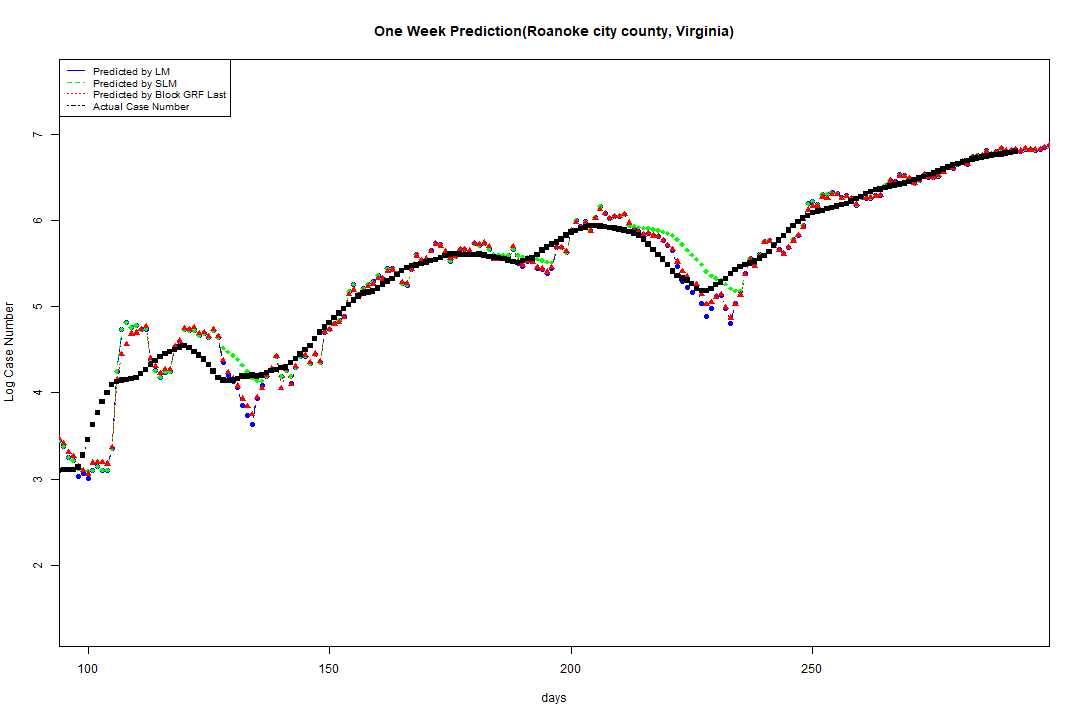 One Week Prediction(Roanoke city county, Virginia)
Predicted by LM
Predicted by SLM
Predicted by Block GRF Last
Actual Case Number
7
6
5
4
3
2
Log Case Number
100 150 200 250
days